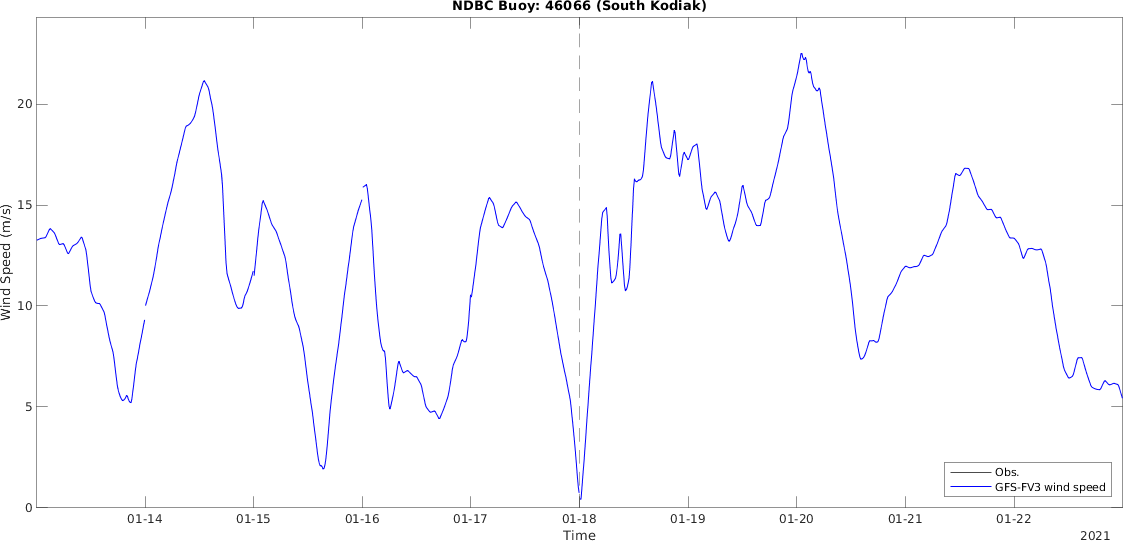 NDBC Buoy: 46066 (South Kodiak)
Wind Speed (m/s)
20
15
10
5
0
01-14 01-15 01-16 01-17 01-18 01-19 01-20 01-21 01-22
Time
2021
Obs.
GFS-FV3 wind speed